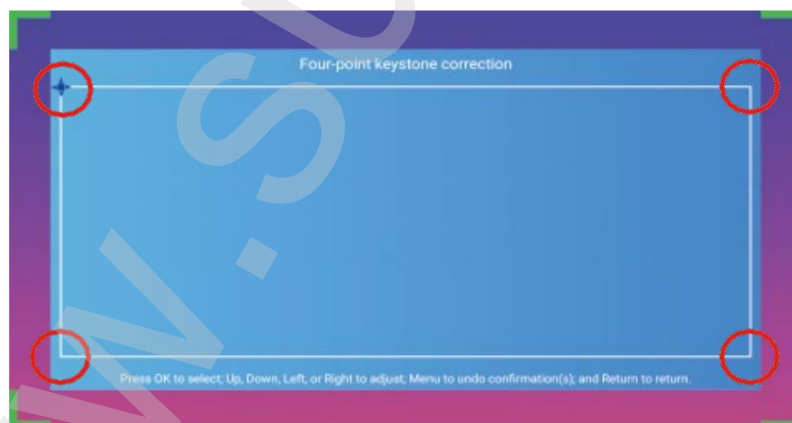 Four-point keystone correction
Press OK to select; Up, Down, Left, or Right to adjust; Menu to undo confirmation(s); and Return to return.